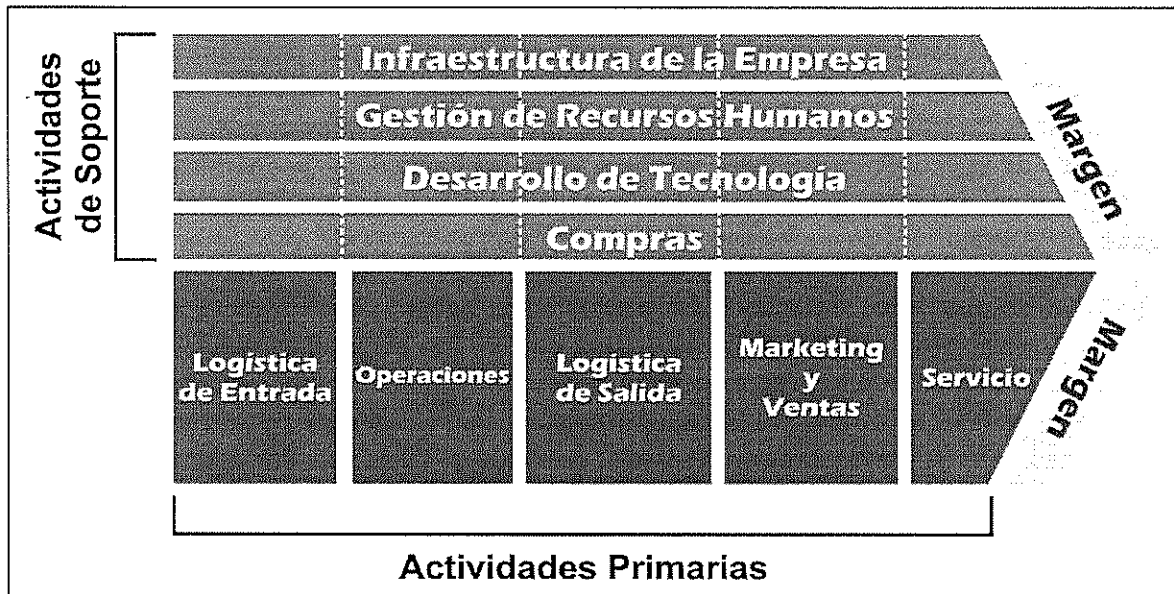 Actividades
de Soporte
Infraestructura de la Empresa
Gestión de Recursos Humanos
Desarrollo de Tecnología
Compras
Margen
Logística
de Entrada
Operaciones
Logística
de Salida
Marketing
y
Ventas
Servicio
Margen
Actividades Primarias